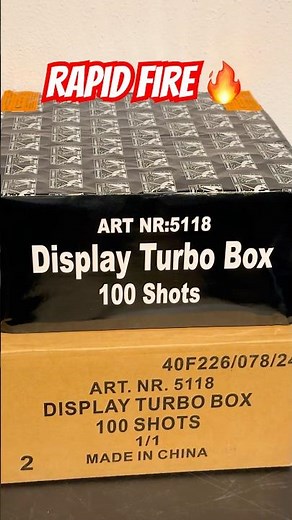 RAPID FIRE 🔥
ART NR:5118
Display Turbo Box
100 Shots
40F226/078/24
ART. NR. 5118
DISPLAY TURBO BOX
100 SHOTS
1/1
2 MADE IN CHINA